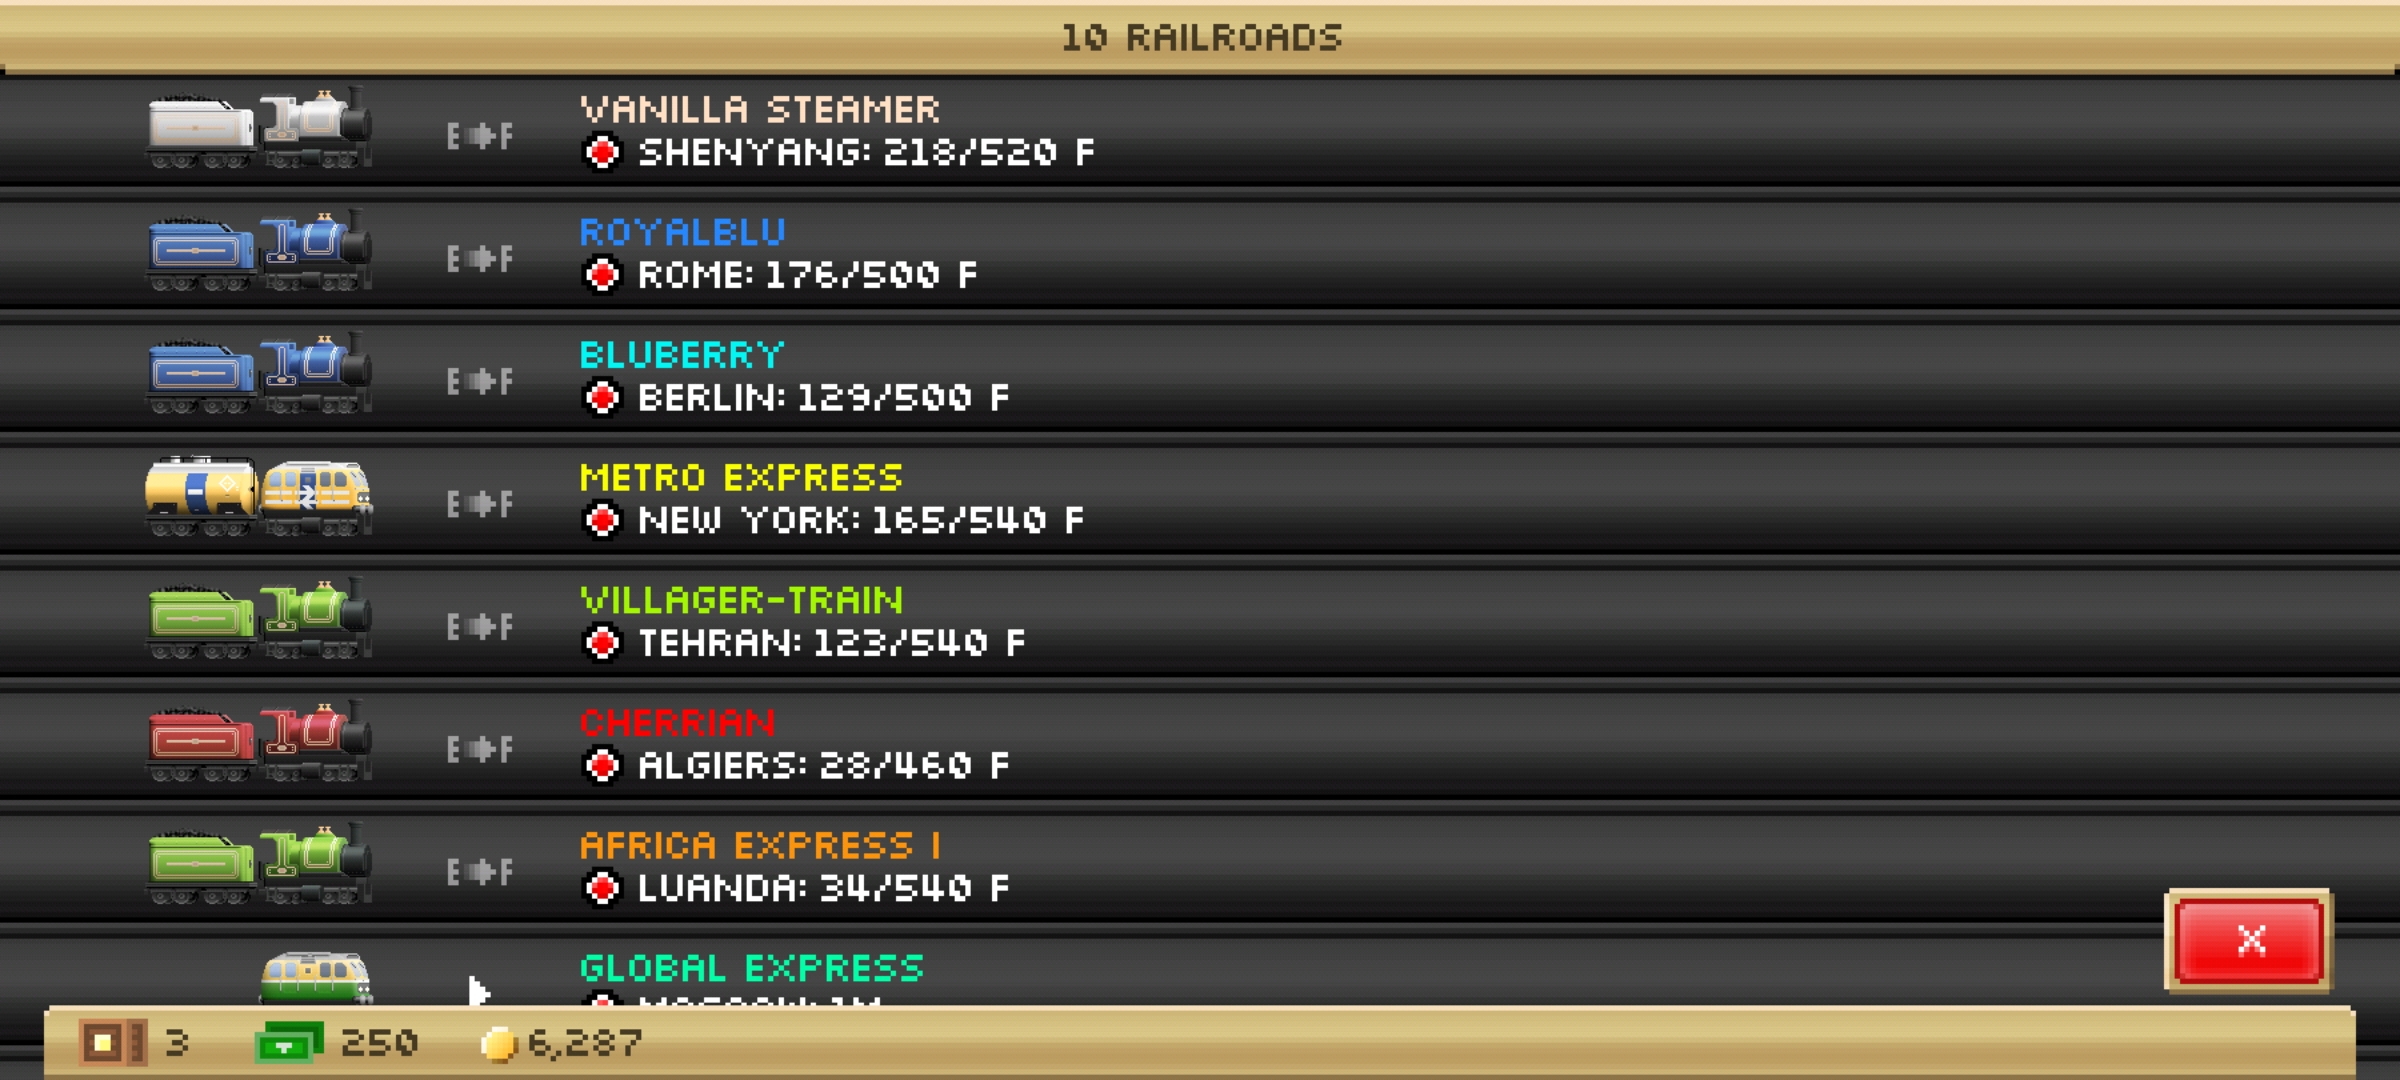 10 RAILROADS
VANILLA STEAMER
E F
SHENYANG: 218/520 F
ROYALBLU
E F
ROME: 176/500 F
BLUBERRY
E F
BERLIN: 129/500 F
METRO EXPRESS
E F
NEW YORK: 165/540 F
VILLAGER-TRAIN
E F
TEHRAN: 123/540 F
CHERRIAN
E F
ALGIERS: 28/460 F
AFRICA EXPRESS I
E F
LUANDA: 34/540 F
X
GLOBAL EXPRESS
3 250 6,287